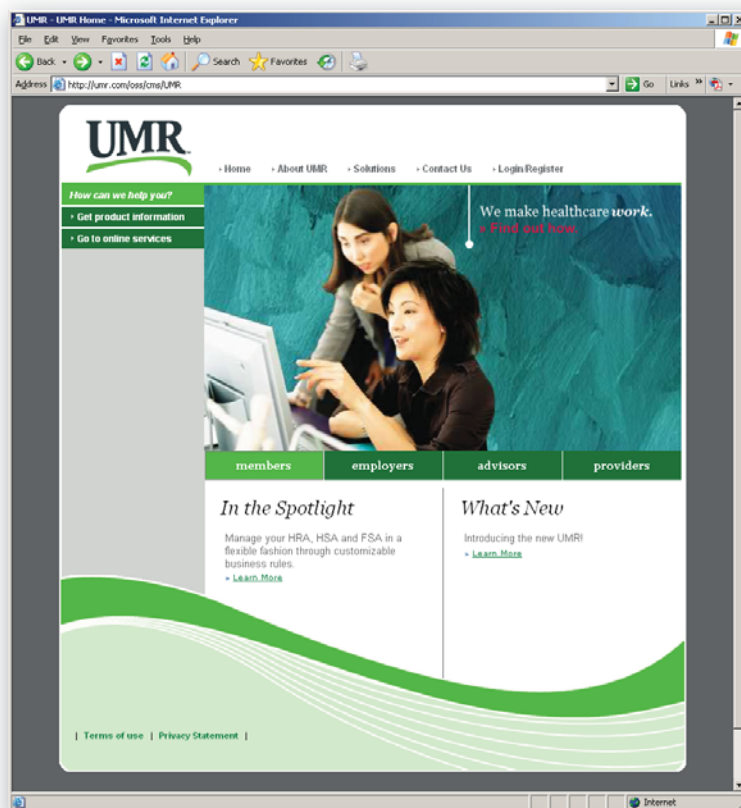 UMR - UMR Home - Microsoft Internet Explorer
File Edit View Favorites Tools Help
Back Search Favorites
Address http://umr.com/oss/cms/UMR Go Links »
UMR
› Home › About UMR › Solutions › Contact Us › Login/Register
How can we help you?
› Get product information
› Go to online services
We make healthcare work.
» Find out how.
members employers advisors providers
In the Spotlight
Manage your HRA, HSA and FSA in a
flexible fashion through customizable
business rules.
» Learn More
What's New
Introducing the new UMR!
» Learn More
| Terms of use | Privacy Statement |
Internet